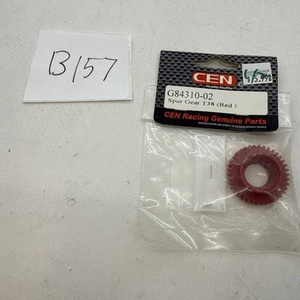 B157
CEN
G84310-02
Spur Gear T38 (Red)
CEN Racing Genuine Parts